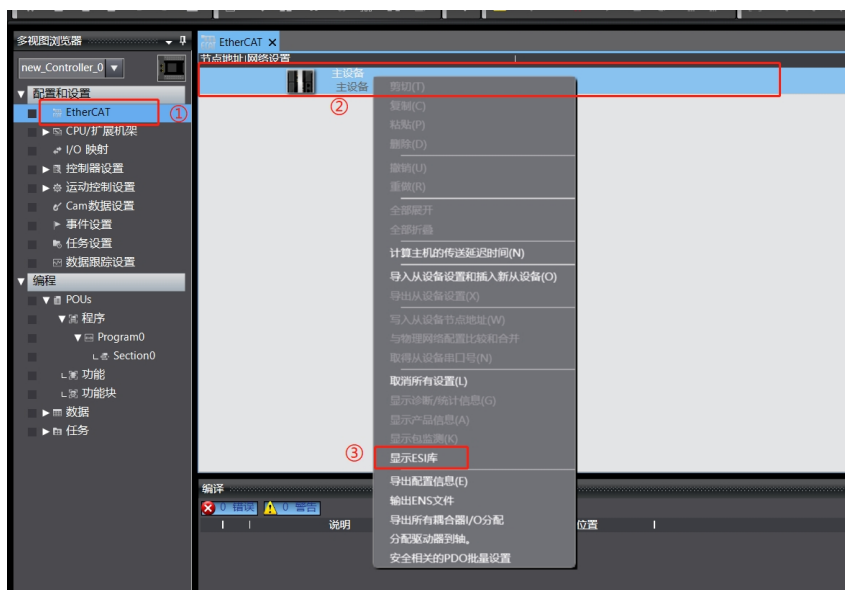 多视图浏览器
new_Controller_0
配置和设置
EtherCAT
①
CPU/扩展机架
I/O 映射
控制器设置
运动控制设置
Cam数据设置
事件设置
任务设置
数据跟踪设置
编程
POUs
程序
Program0
Section0
功能
功能块
数据
任务
EtherCAT
节点地址|网络设置
主设备
主设备
②
剪切(T)
复制(C)
粘贴(P)
删除(D)
撤销(U)
重做(R)
全部展开
全部折叠
计算主机的传送延迟时间(N)
导入从设备设置和插入新从设备(O)
导出从设备设置(X)
写入从设备节点地址(W)
与物理网络配置比较和合并
取得从设备串口号(N)
取消所有设置(L)
显示诊断/统计信息(G)
显示产品信息(A)
显示包监测(K)
③
显示ESI库
导出配置信息(E)
输出ENS文件
导出所有耦合器I/O分配
分配驱动器到轴。
安全相关的PDO批量设置
编译
0 错误
0 警告
说明
位置